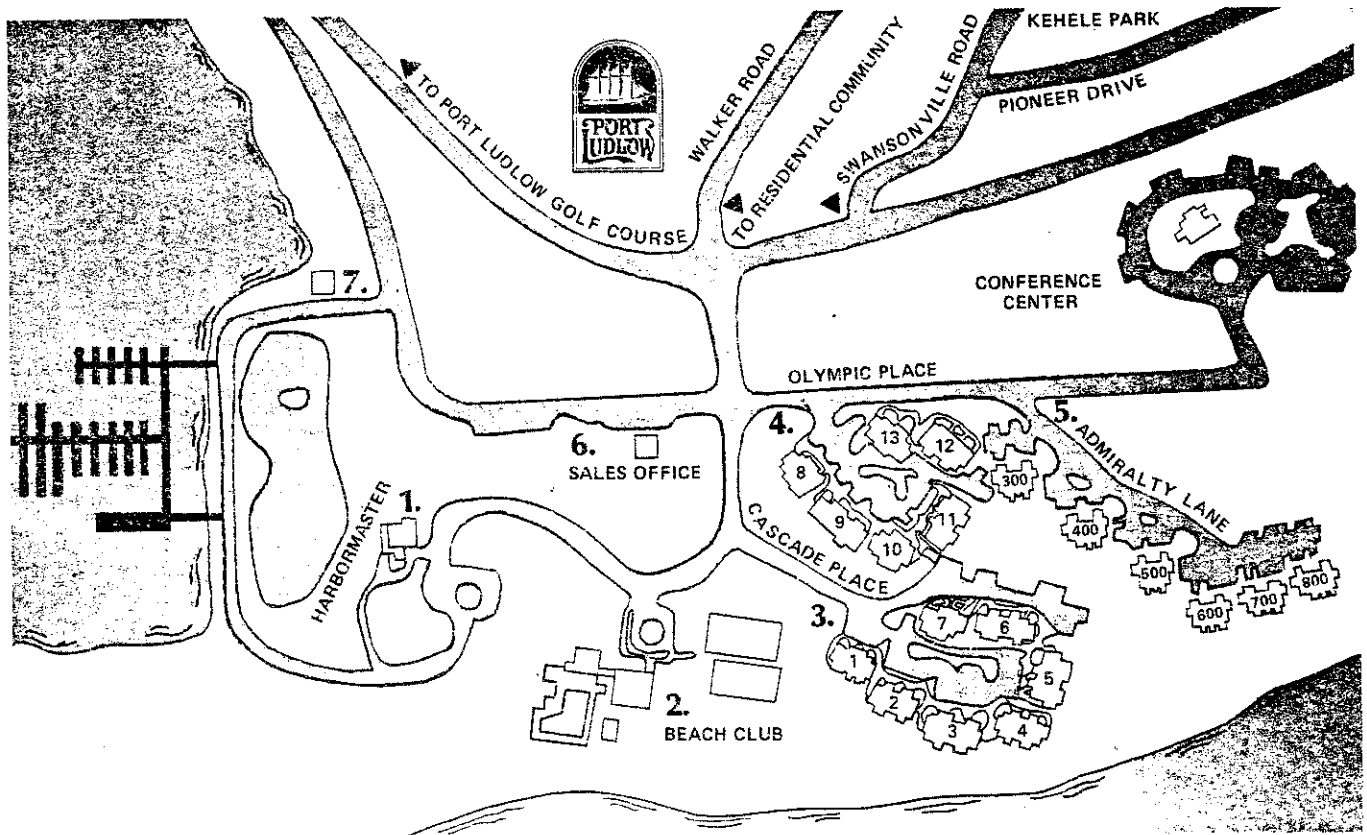 KEHELE PARK
PIONEER DRIVE
SWANSONVILLE ROAD
TO RESIDENTIAL COMMUNITY
WALKER ROAD
TO PORT LUDLOW GOLF COURSE
PORT
LUDLOW
CONFERENCE
CENTER
7.
OLYMPIC PLACE
6.
SALES OFFICE
4.
5.
ADMIRALTY LANE
13
12
8
300
9
11
10
400
500
600
700
800
CASCADE PLACE
1.
HARBORMASTER
3.
7
6
1
5
2
3
4
2.
BEACH CLUB